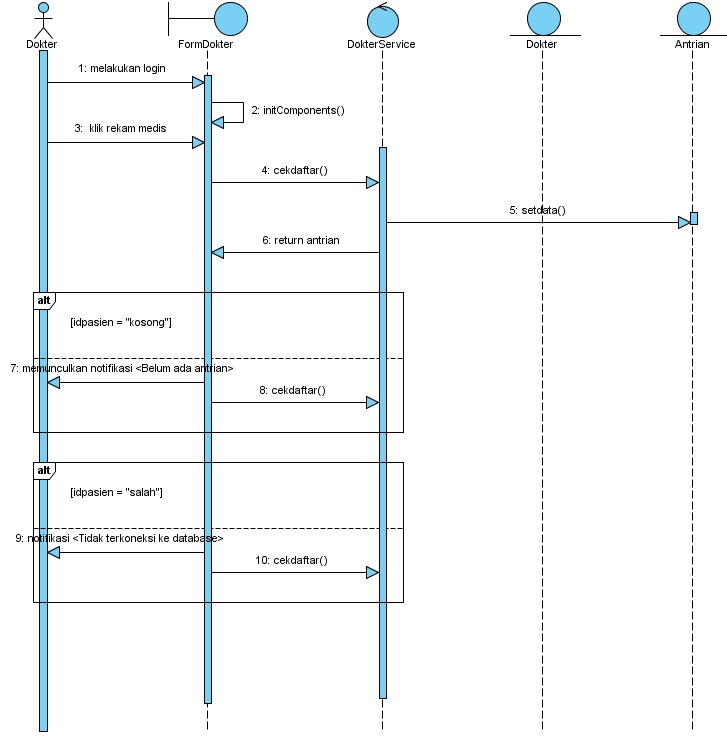 Dokter
FormDokter
DokterService
Dokter
Antrian
1: melakukan login
2: initComponents()
3: klik rekam medis
4: cekdaftar()
5: setdata()
6: return antrian
alt
[idpasien = "kosong"]
7: memunculkan notifikasi <Belum ada antrian>
8: cekdaftar()
alt
[idpasien = "salah"]
9: notifikasi <Tidak terkoneksi ke database>
10: cekdaftar()